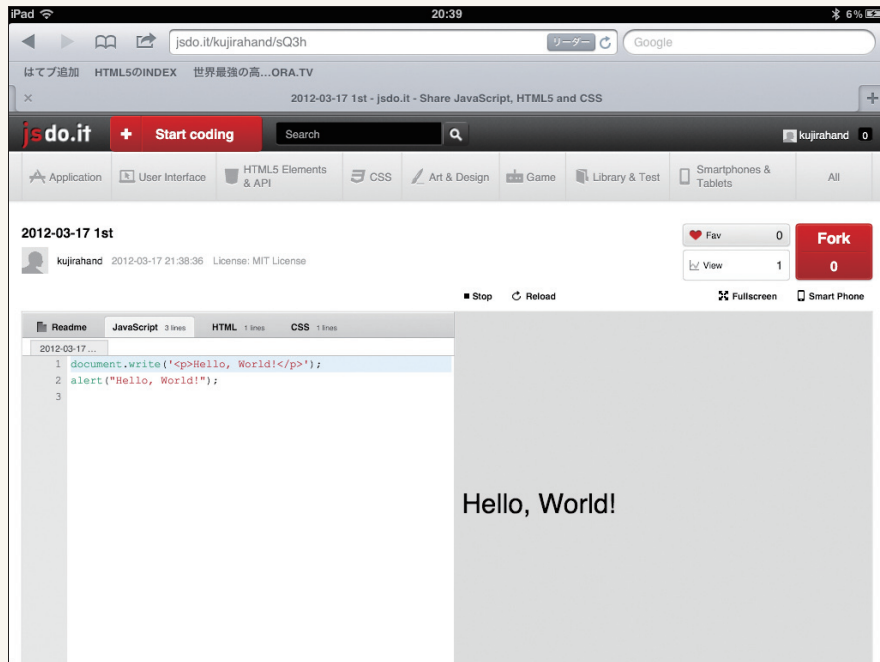 iPad 20:39 6%
jsdo.it/kujirahand/sQ3h リーダー Google
はてブ追加 HTML5のINDEX 世界最強の高...ORA.TV
2012-03-17 1st - jsdo.it - Share JavaScript, HTML5 and CSS
jsdo.it + Start coding Search kujirahand 0
Application User Interface HTML5 Elements & API CSS Art & Design Game Library & Test Smartphones & Tablets All
2012-03-17 1st
Fav 0 Fork
kujirahand 2012-03-17 21:38:36 License: MIT License
View 1 0
Stop Reload Fullscreen Smart Phone
Readme JavaScript 3 lines HTML 1 lines CSS 1 lines
2012-03-17 ...
1 document.write('<p>Hello, World!</p>');
2 alert("Hello, World!");
3
Hello, World!